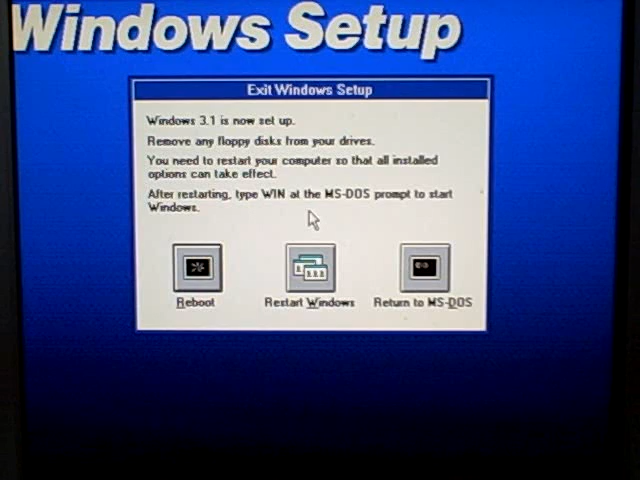 Windows Setup
Exit Windows Setup
Windows 3.1 is now set up.
Remove any floppy disks from your drives.
You need to restart your computer so that all installed
options can take effect.
After restarting, type WIN at the MS-DOS prompt to start
Windows.
Reboot
Restart Windows
Return to MS-DOS